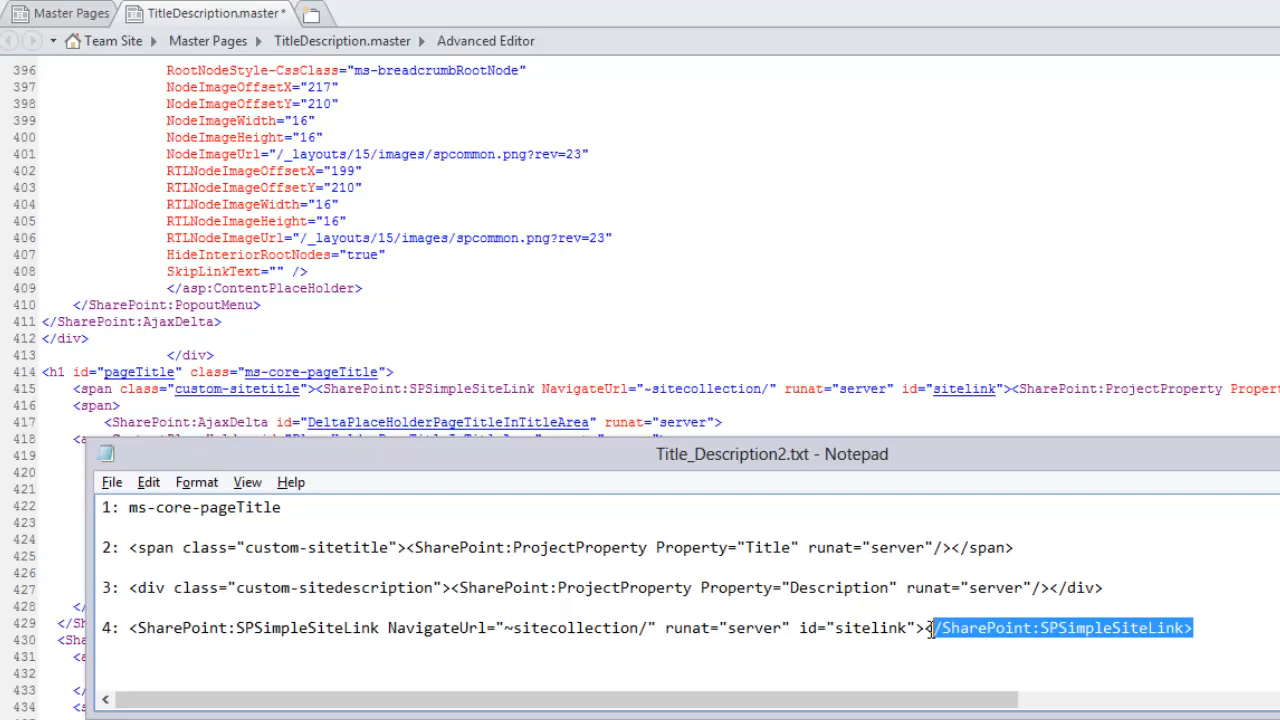 Master Pages TitleDescription.master*
Team Site Master Pages TitleDescription.master Advanced Editor
396 RootNodeStyle-CssClass="ms-breadcrumbRootNode"
397 NodeImageOffsetX="217"
398 NodeImageOffsetY="210"
399 NodeImageWidth="16"
400 NodeImageHeight="16"
401 NodeImageUrl="/_layouts/15/images/spcommon.png?rev=23"
402 RTLNodeImageOffsetX="199"
403 RTLNodeImageOffsetY="210"
404 RTLNodeImageWidth="16"
405 RTLNodeImageHeight="16"
406 RTLNodeImageUrl="/_layouts/15/images/spcommon.png?rev=23"
407 HideInteriorRootNodes="true"
408 SkipLinkText="" />
409 </asp:ContentPlaceHolder>
410 </SharePoint:PopoutMenu>
411 </SharePoint:AjaxDelta>
412 </div>
413 </div>
414 <h1 id="pageTitle" class="ms-core-pageTitle">
415 <span class="custom-sitetitle"><SharePoint:SPSimpleSiteLink NavigateUrl="~sitecollection/" runat="server" id="sitelink"><SharePoint:ProjectProperty Proper
416 <span>
417 <SharePoint:AjaxDelta id="DeltaPlaceHolderPageTitleInTitleArea" runat="server">
418
419
420
421
422
423
424
425
426
427
428 </
429 </Sh
430 <Sha
431 <a
432
433 </
434 <s
Title_Description2.txt - Notepad
File Edit Format View Help
1: ms-core-pageTitle
2: <span class="custom-sitetitle"><SharePoint:ProjectProperty Property="Title" runat="server"/></span>
3: <div class="custom-sitedescription"><SharePoint:ProjectProperty Property="Description" runat="server"/></div>
4: <SharePoint:SPSimpleSiteLink NavigateUrl="~sitecollection/" runat="server" id="sitelink"></SharePoint:SPSimpleSiteLink>